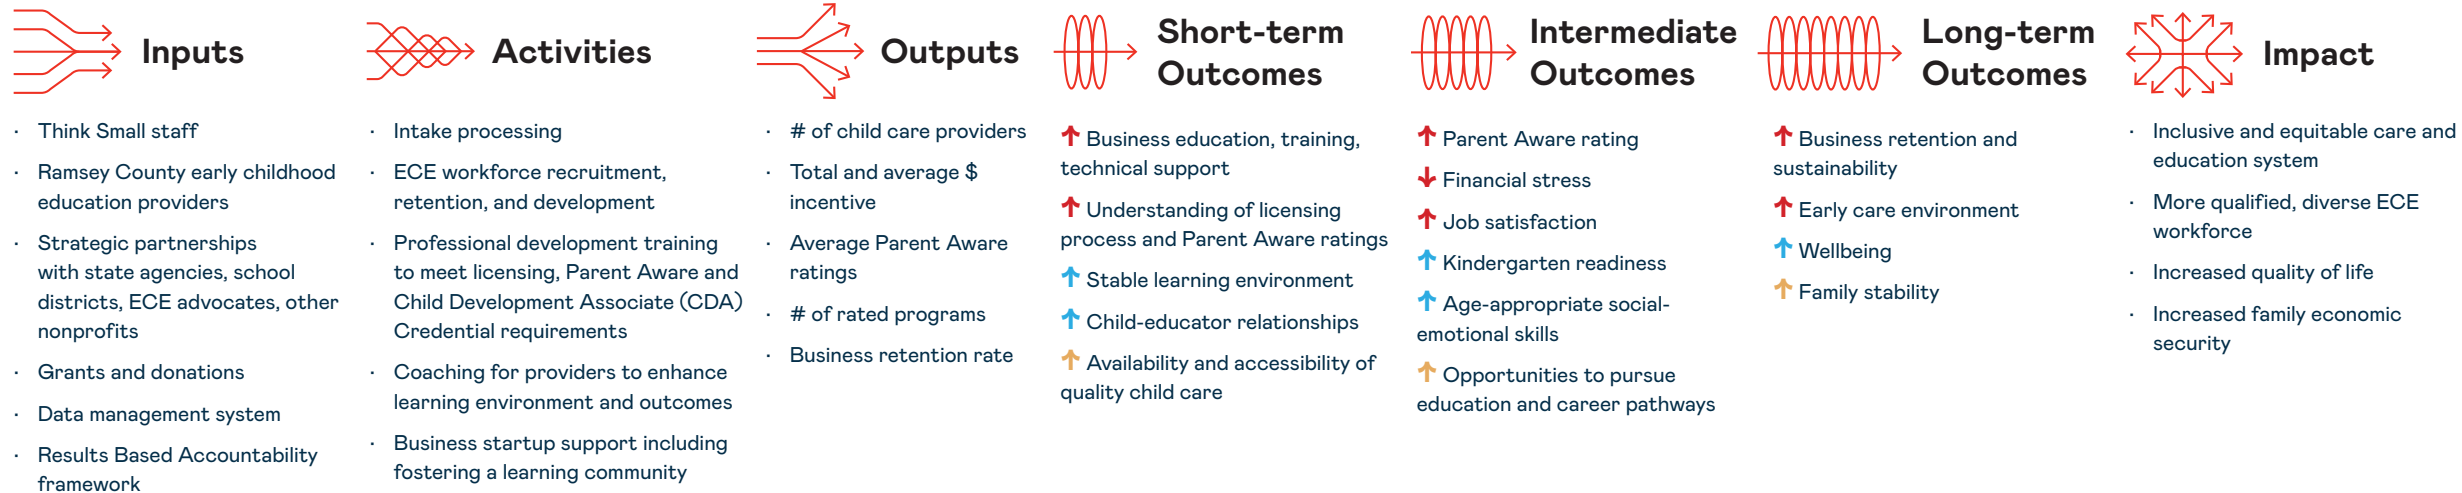 Inputs
· Think Small staff
· Ramsey County early childhood
education providers
· Strategic partnerships
with state agencies, school
districts, ECE advocates, other
nonprofits
· Grants and donations
· Data management system
· Results Based Accountability
framework
Activities
· Intake processing
· ECE workforce recruitment,
retention, and development
· Professional development training
to meet licensing, Parent Aware and
Child Development Associate (CDA)
Credential requirements
· Coaching for providers to enhance
learning environment and outcomes
· Business startup support including
fostering a learning community
Outputs
· # of child care providers
· Total and average $
incentive
· Average Parent Aware
ratings
· # of rated programs
· Business retention rate
Short-term
Outcomes
↑ Business education, training,
technical support
↑ Understanding of licensing
process and Parent Aware ratings
↑ Stable learning environment
↑ Child-educator relationships
↑ Availability and accessibility of
quality child care
Intermediate
Outcomes
↑ Parent Aware rating
↓ Financial stress
↑ Job satisfaction
↑ Kindergarten readiness
↑ Age-appropriate social-
emotional skills
↑ Opportunities to pursue
education and career pathways
Long-term
Outcomes
↑ Business retention and
sustainability
↑ Early care environment
↑ Wellbeing
↑ Family stability
Impact
· Inclusive and equitable care and
education system
· More qualified, diverse ECE
workforce
· Increased quality of life
· Increased family economic
security